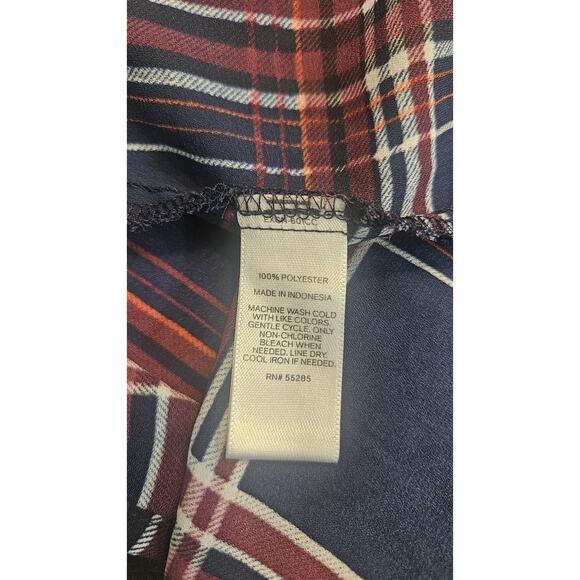 100% POLYESTER
MADE IN INDONESIA
MACHINE WASH COLD
WITH LIKE COLORS,
GENTLE CYCLE. ONLY
NON-CHLORINE
BLEACH WHEN
NEEDED. LINE DRY.
COOL IRON IF NEEDED.
RN# 55285